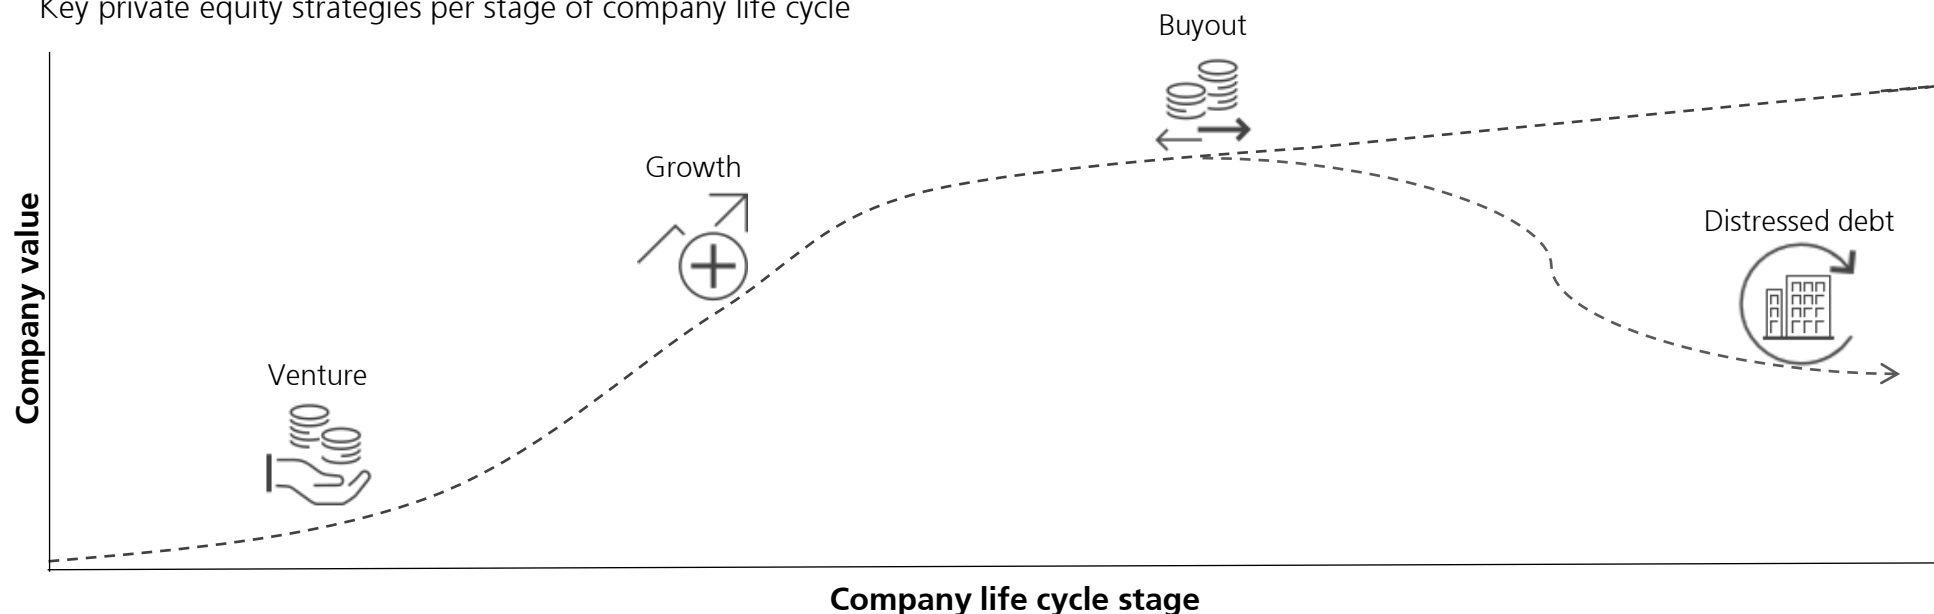 Key private equity strategies per stage of company life cycle
Buyout
Growth
Distressed debt
Venture
Company value
Company life cycle stage